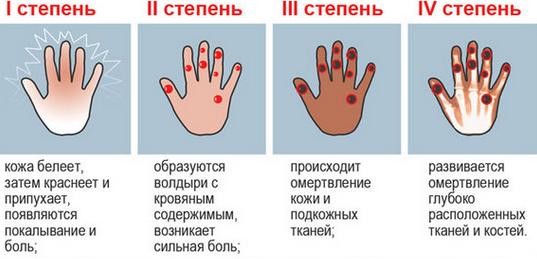 I степень
II степень
III степень
IV степень
кожа белеет,
затем краснеет и
припухает,
появляются
покалывание и
боль;
образуются
волдыри с
кровяным
содержимым,
возникает
сильная боль;
происходит
омертвление
кожи и
подкожных
тканей;
развивается
омертвление
глубоко
расположенных
тканей и костей.